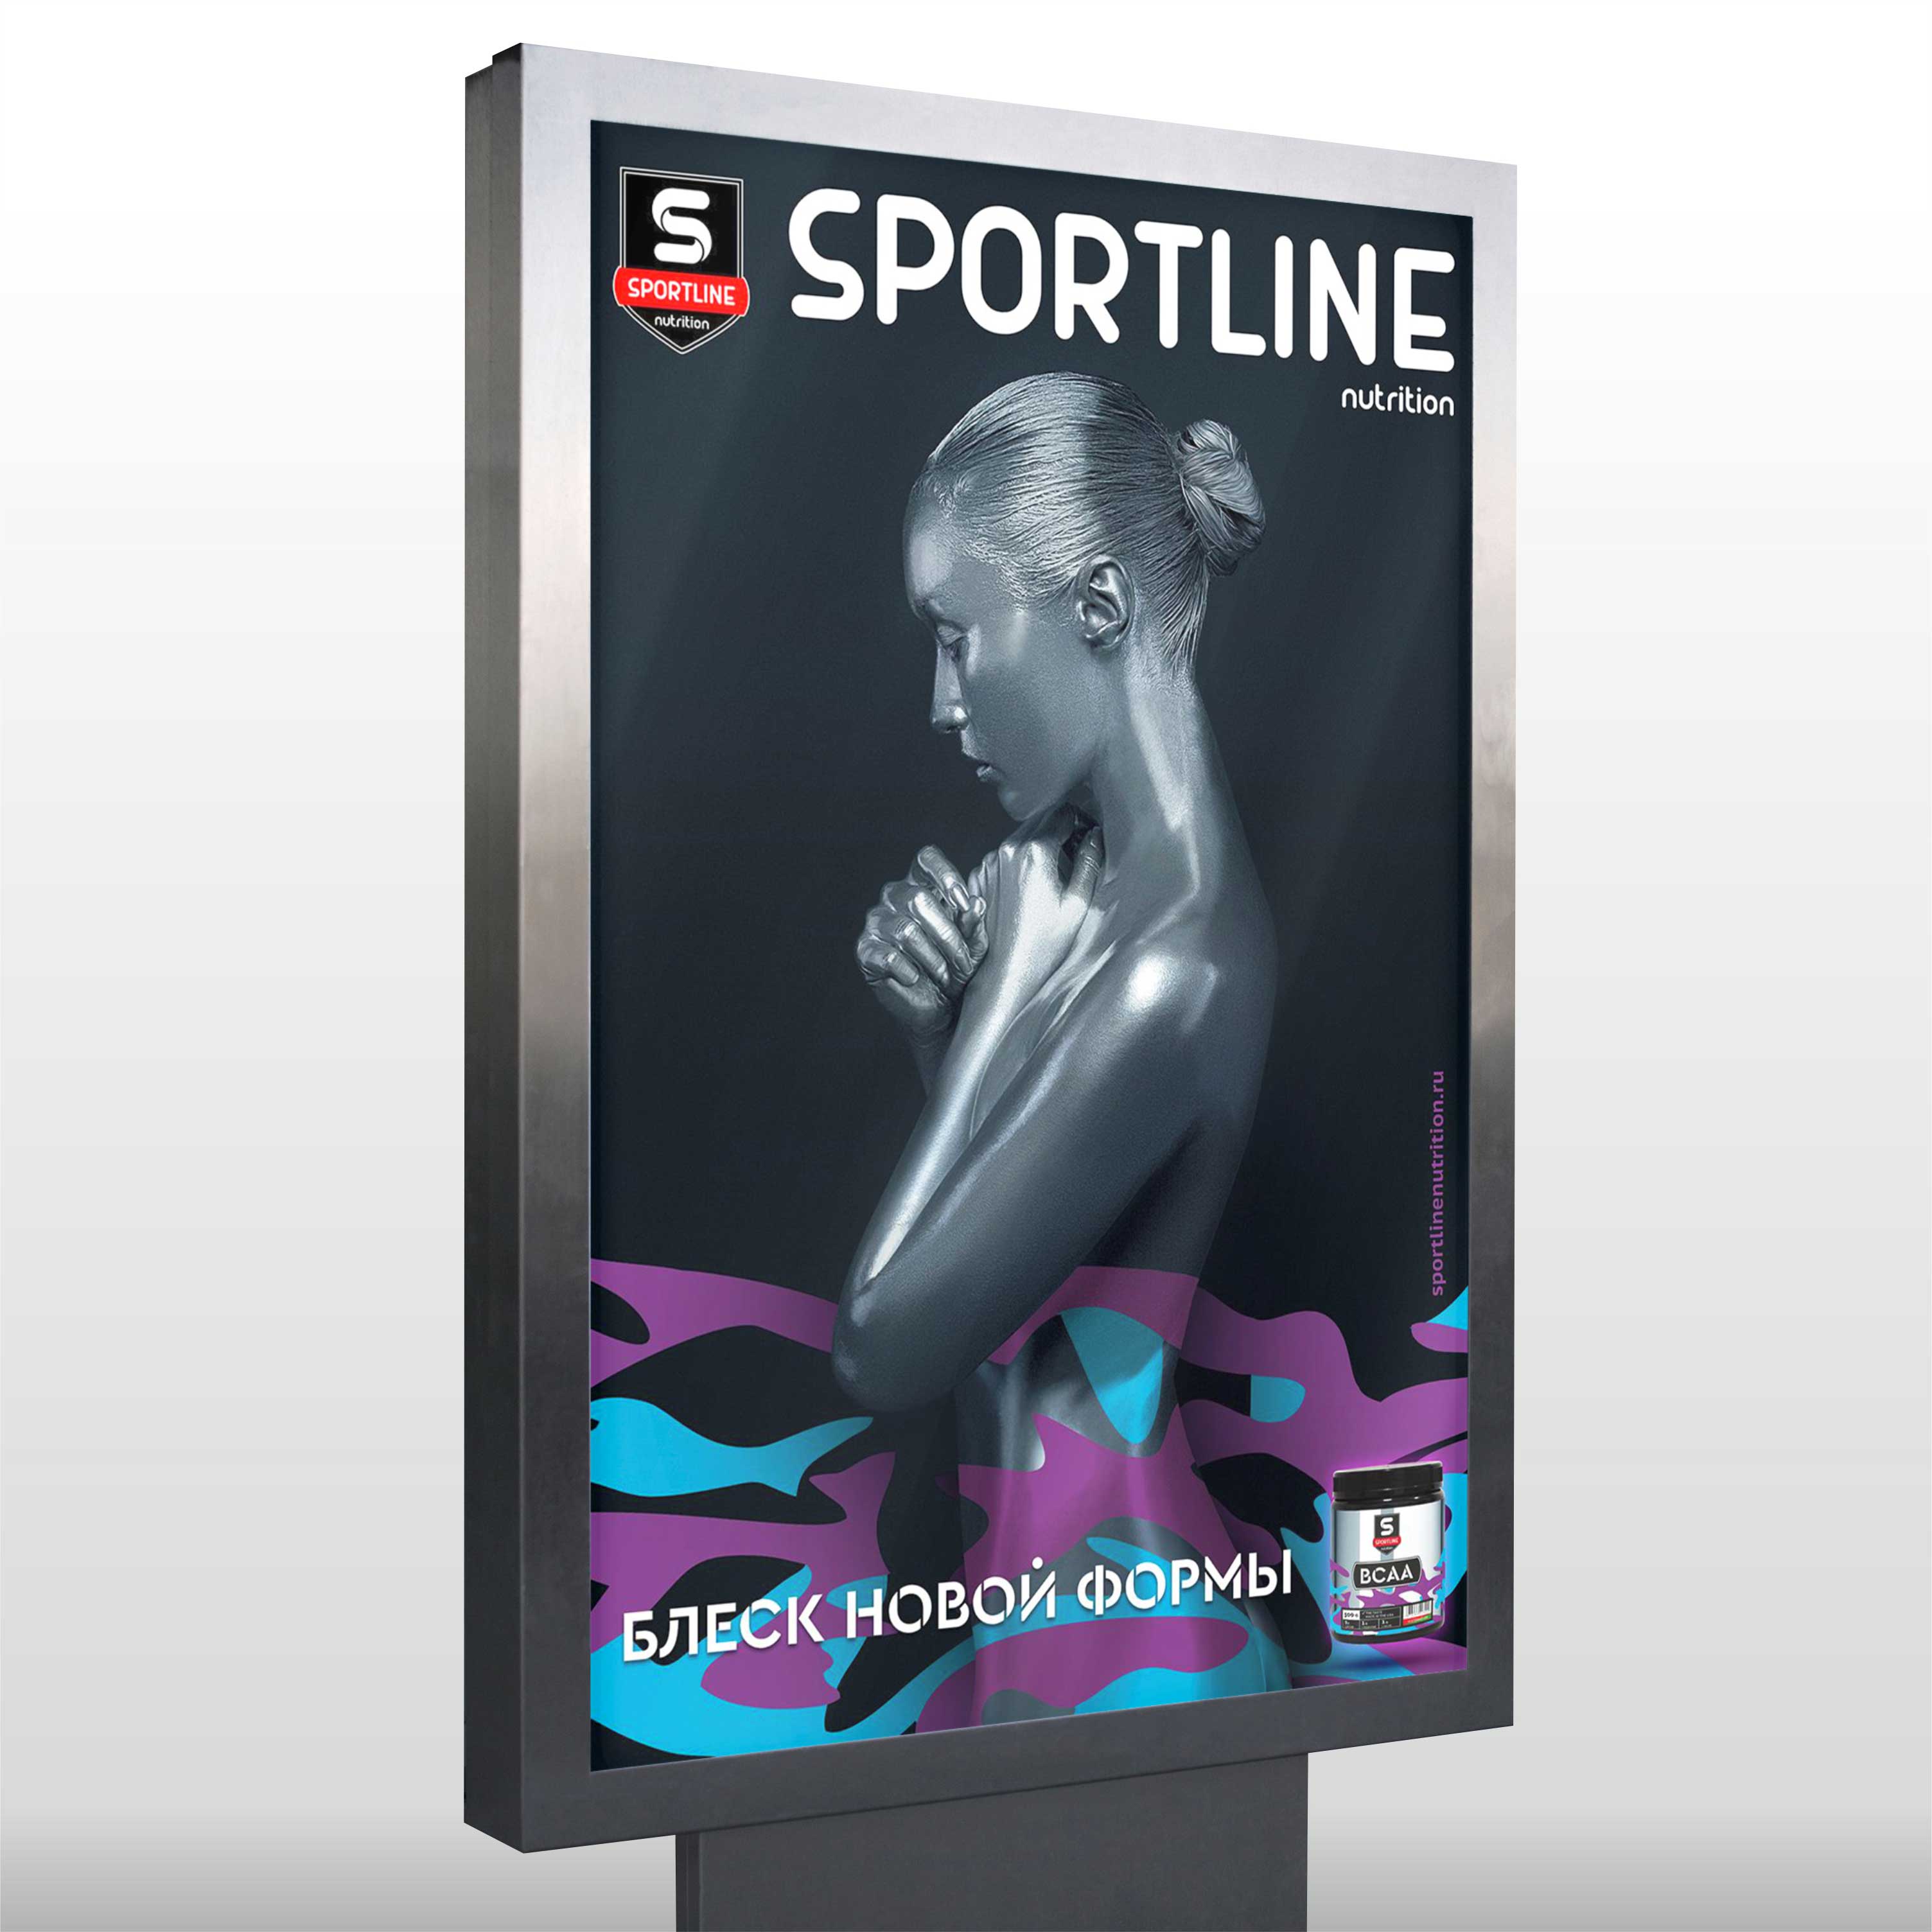 S
SPORTLINE
nutrition
SPORTLINE
nutrition
sportlinenutrition.ru
БЛЕСК НОВОЙ ФОРМЫ
S
SPORTLINE
BCAA